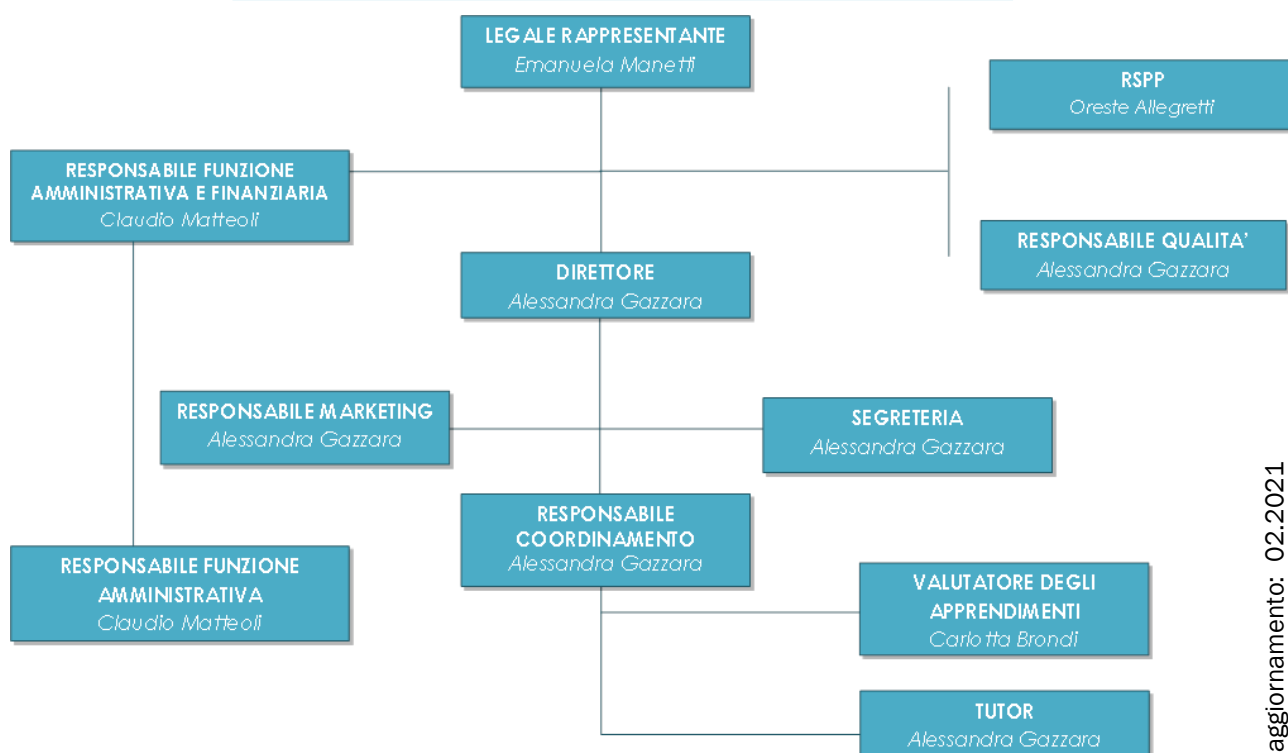 LEGALE RAPPRESENTANTE
Emanuela Manetti
RSPP
Oreste Allegretti
RESPONSABILE FUNZIONE
AMMINISTRATIVA E FINANZIARIA
Claudio Matteoli
RESPONSABILE QUALITA’
Alessandra Gazzara
DIRETTORE
Alessandra Gazzara
RESPONSABILE MARKETING
Alessandra Gazzara
SEGRETERIA
Alessandra Gazzara
RESPONSABILE
COORDINAMENTO
Alessandra Gazzara
RESPONSABILE FUNZIONE
AMMINISTRATIVA
Claudio Matteoli
VALUTATORE DEGLI
APPRENDIMENTI
Carlotta Brondi
TUTOR
Alessandra Gazzara
aggiornamento: 02.2021